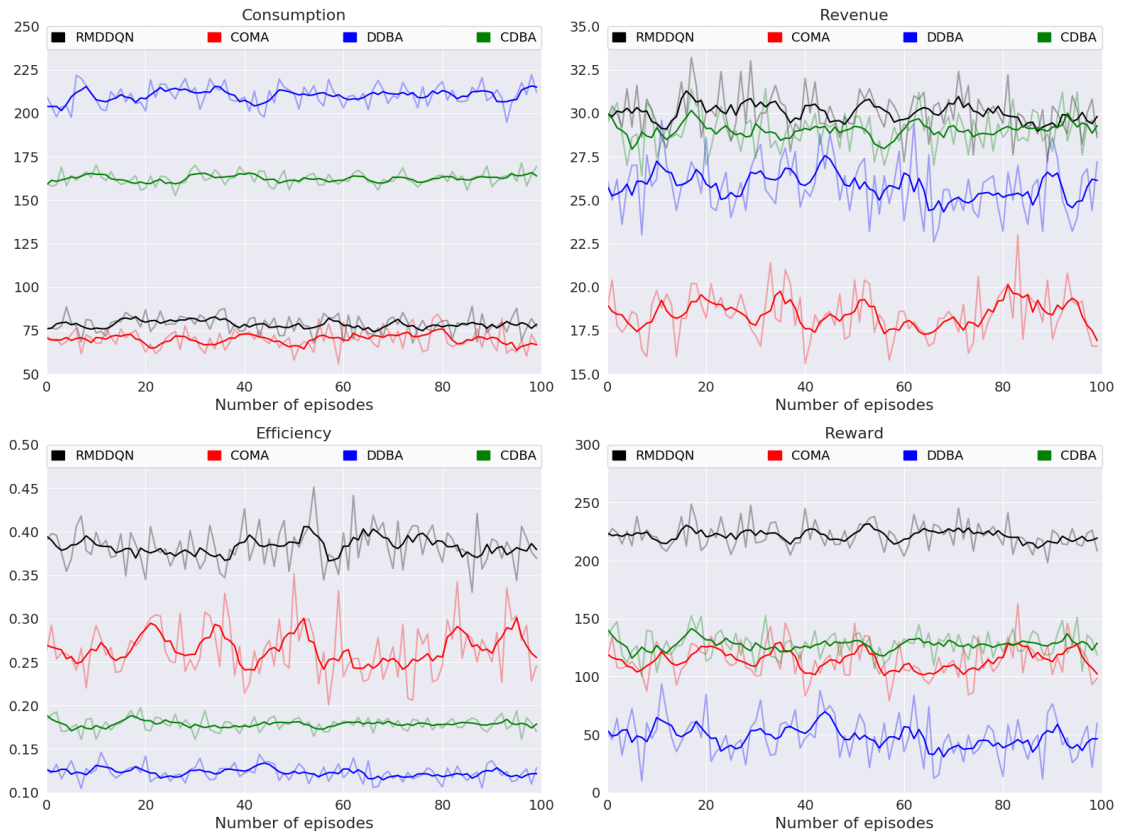 Consumption
RMDDQN COMA DDBA CDBA
250
225
200
175
150
125
100
75
50
0 20 40 60 80 100
Number of episodes
Revenue
RMDDQN COMA DDBA CDBA
35.0
32.5
30.0
27.5
25.0
22.5
20.0
17.5
15.0
0 20 40 60 80 100
Number of episodes
Efficiency
RMDDQN COMA DDBA CDBA
0.50
0.45
0.40
0.35
0.30
0.25
0.20
0.15
0.10
0 20 40 60 80 100
Number of episodes
Reward
RMDDQN COMA DDBA CDBA
300
250
200
150
100
50
0
0 20 40 60 80 100
Number of episodes